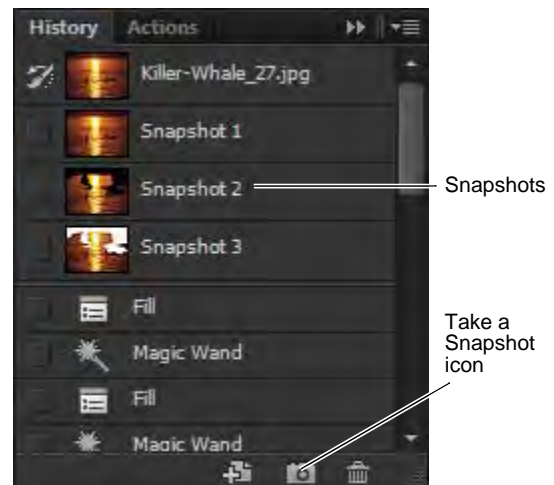 History Actions
Killer-Whale_27.jpg
Snapshot 1
Snapshot 2
Snapshots
Snapshot 3
Fill
Magic Wand
Take a
Snapshot
icon
Fill
Magic Wand